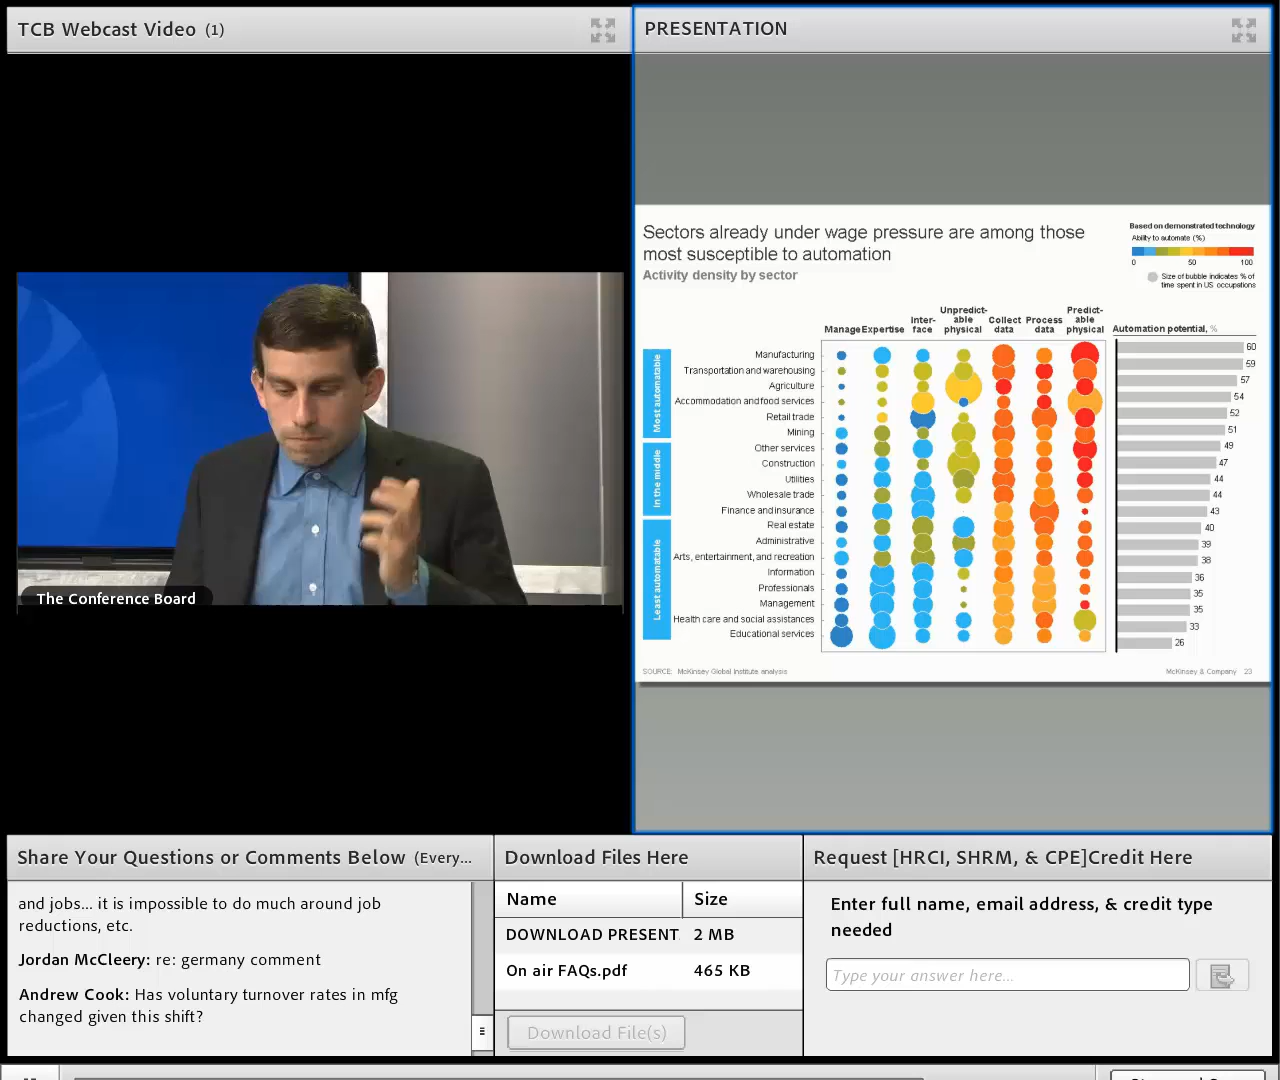 TCB Webcast Video (1)
PRESENTATION
Sectors already under wage pressure are among those
most susceptible to automation
Activity density by sector
Based on demonstrated technology
Ability to automate (%)
0 50 100
Size of bubble indicates % of
time spent in US occupations
Manage Expertise Inter-face Unpredict-able physical Collect data Process data Predict-able physical Automation potential, %
Most automatable
In the middle
Least automatable
Manufacturing 60
Transportation and warehousing 59
Agriculture 57
Accommodation and food services 54
Retail trade 52
Mining 51
Other services 49
Construction 47
Utilities 44
Wholesale trade 44
Finance and insurance 43
Real estate 40
Administrative 39
Arts, entertainment, and recreation 38
Information 36
Professionals 35
Management 35
Health care and social assistances 33
Educational services 26
SOURCE: McKinsey Global Institute analysis
McKinsey & Company 23
The Conference Board
Share Your Questions or Comments Below (Every...
and jobs... it is impossible to do much around job
reductions, etc.
Jordan McCleery: re: germany comment
Andrew Cook: Has voluntary turnover rates in mfg
changed given this shift?
Download Files Here
Name Size
DOWNLOAD PRESENT 2 MB
On air FAQs.pdf 465 KB
Download File(s)
Request [HRCI, SHRM, & CPE]Credit Here
Enter full name, email address, & credit type
needed
Type your answer here...